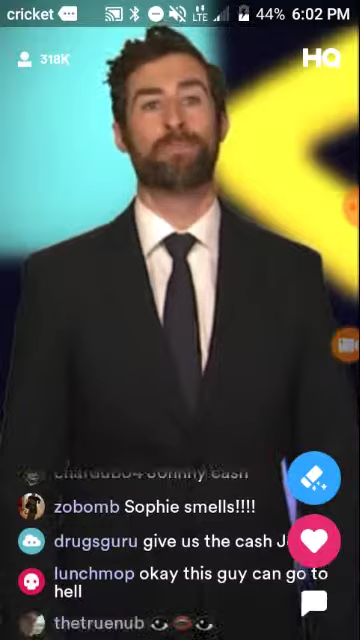 cricket LTE 44% 6:02 PM
318K HQ
Johnny cash
zobomb Sophie smells!!!!
drugsguru give us the cash J
lunchmop okay this guy can go to
hell
thetruenub